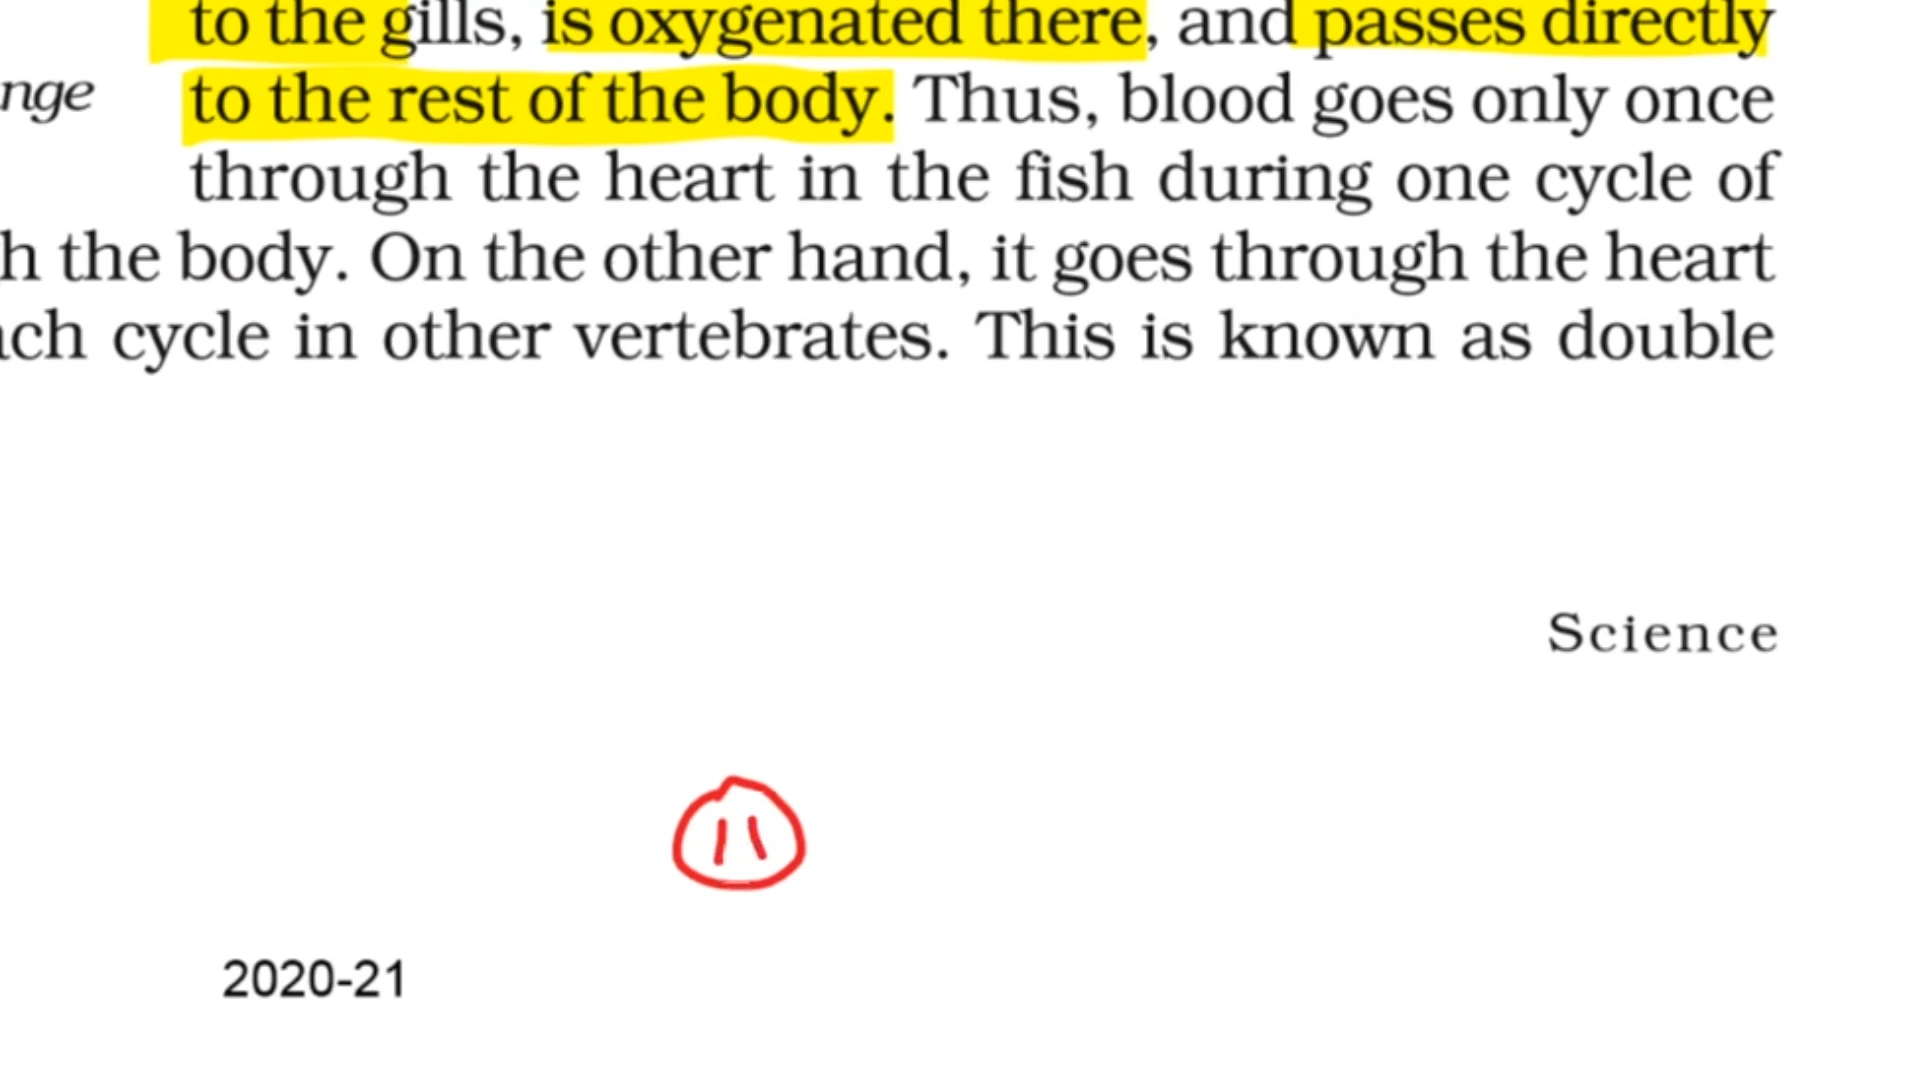 to the gills, is oxygenated there, and passes directly
nge to the rest of the body. Thus, blood goes only once
through the heart in the fish during one cycle of
h the body. On the other hand, it goes through the heart
ach cycle in other vertebrates. This is known as double
Science
11
2020-21